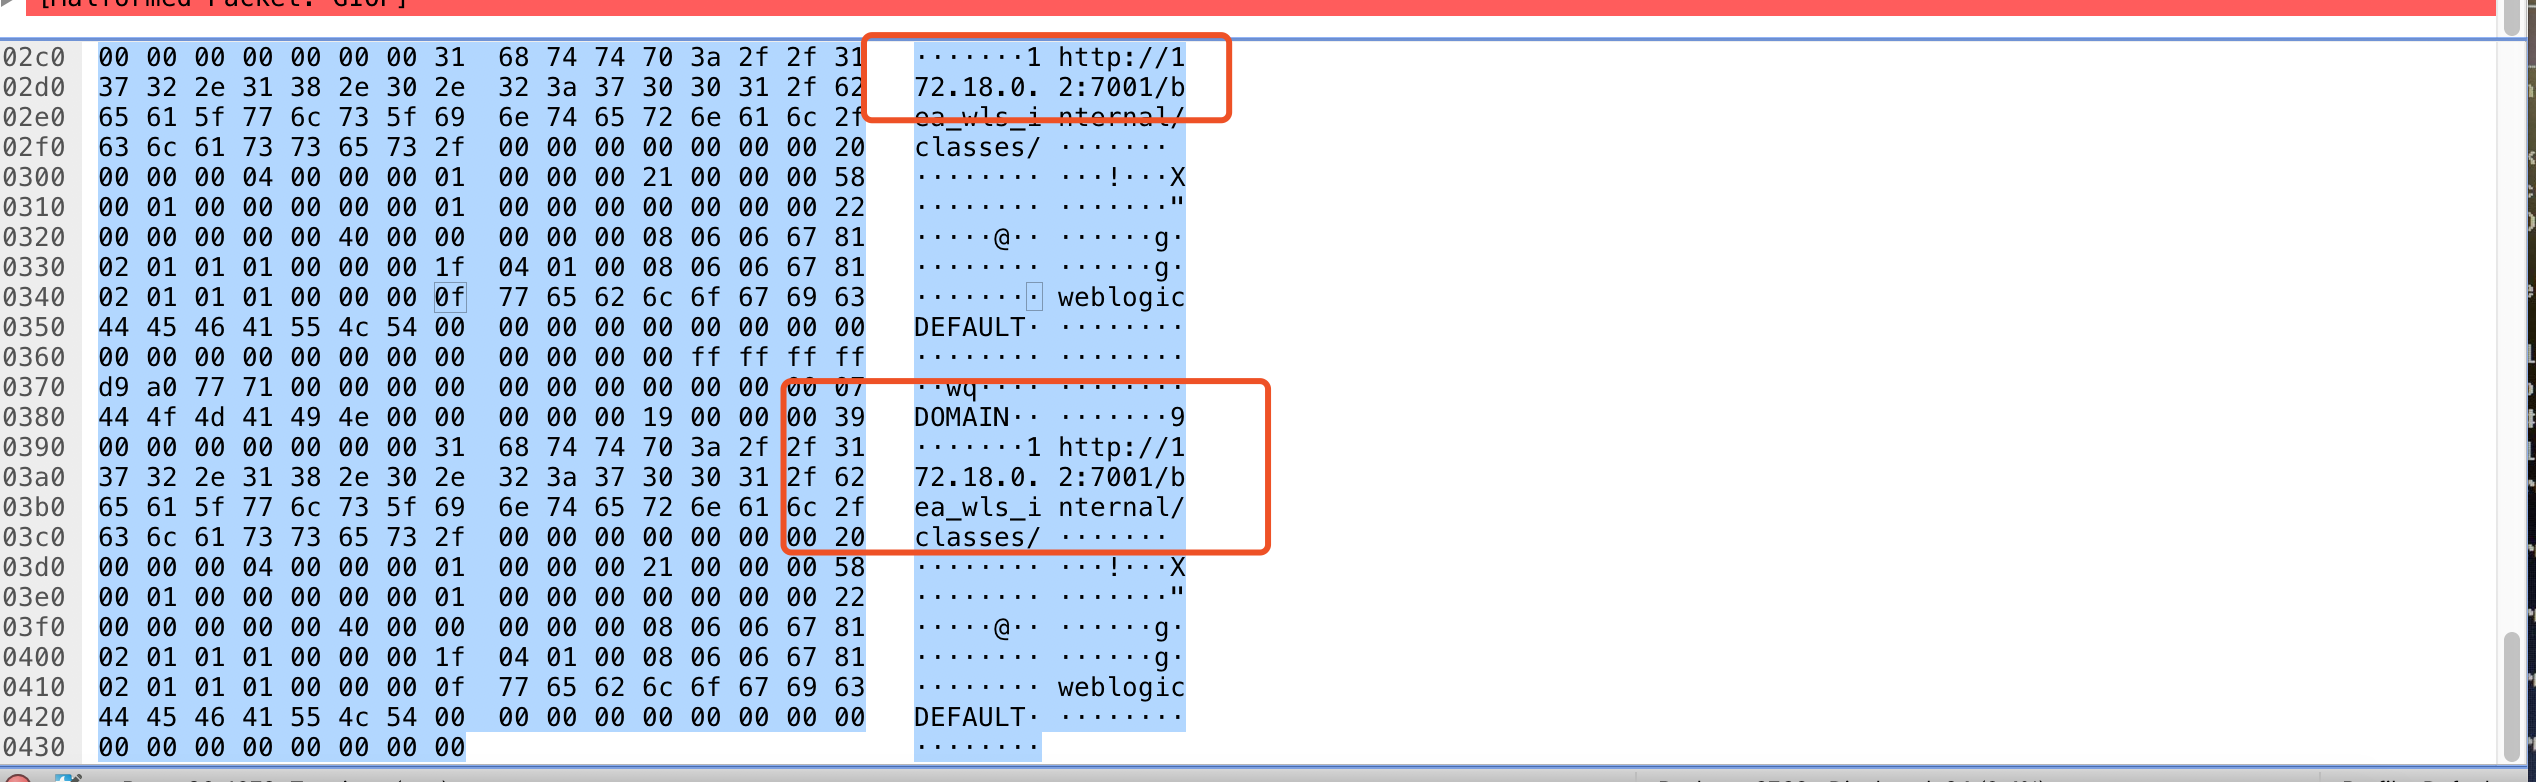 [Malformed Packet: GIOP]
02c0 00 00 00 00 00 00 00 31 68 74 74 70 3a 2f 2f 31 ·······1 http://1
02d0 37 32 2e 31 38 2e 30 2e 32 3a 37 30 30 31 2f 62 72.18.0. 2:7001/b
02e0 65 61 5f 77 6c 73 5f 69 6e 74 65 72 6e 61 6c 2f ea_wls_i nternal/
02f0 63 6c 61 73 73 65 73 2f 00 00 00 00 00 00 00 20 classes/ ·······
0300 00 00 00 04 00 00 00 01 00 00 00 21 00 00 00 58 ········ ···!···X
0310 00 01 00 00 00 00 00 01 00 00 00 00 00 00 00 22 ········ ·······"
0320 00 00 00 00 00 40 00 00 00 00 00 08 06 06 67 81 ·····@·· ······g·
0330 02 01 01 01 00 00 00 1f 04 01 00 08 06 06 67 81 ········ ······g·
0340 02 01 01 01 00 00 00 0f 77 65 62 6c 6f 67 69 63 ········ weblogic
0350 44 45 46 41 55 4c 54 00 00 00 00 00 00 00 00 00 DEFAULT· ········
0360 00 00 00 00 00 00 00 00 00 00 00 00 ff ff ff ff ········ ········
0370 d9 a0 77 71 00 00 00 00 00 00 00 00 00 00 00 07 ··wq···· ········
0380 44 4f 4d 41 49 4e 00 00 00 00 00 19 00 00 00 39 DOMAIN·· ·······9
0390 00 00 00 00 00 00 00 31 68 74 74 70 3a 2f 2f 31 ·······1 http://1
03a0 37 32 2e 31 38 2e 30 2e 32 3a 37 30 30 31 2f 62 72.18.0. 2:7001/b
03b0 65 61 5f 77 6c 73 5f 69 6e 74 65 72 6e 61 6c 2f ea_wls_i nternal/
03c0 63 6c 61 73 73 65 73 2f 00 00 00 00 00 00 00 20 classes/ ·······
03d0 00 00 00 04 00 00 00 01 00 00 00 21 00 00 00 58 ········ ···!···X
03e0 00 01 00 00 00 00 00 01 00 00 00 00 00 00 00 22 ········ ·······"
03f0 00 00 00 00 00 40 00 00 00 00 00 08 06 06 67 81 ·····@·· ······g·
0400 02 01 01 01 00 00 00 1f 04 01 00 08 06 06 67 81 ········ ······g·
0410 02 01 01 01 00 00 00 0f 77 65 62 6c 6f 67 69 63 ········ weblogic
0420 44 45 46 41 55 4c 54 00 00 00 00 00 00 00 00 00 DEFAULT· ········
0430 00 00 00 00 00 00 00 00 ········